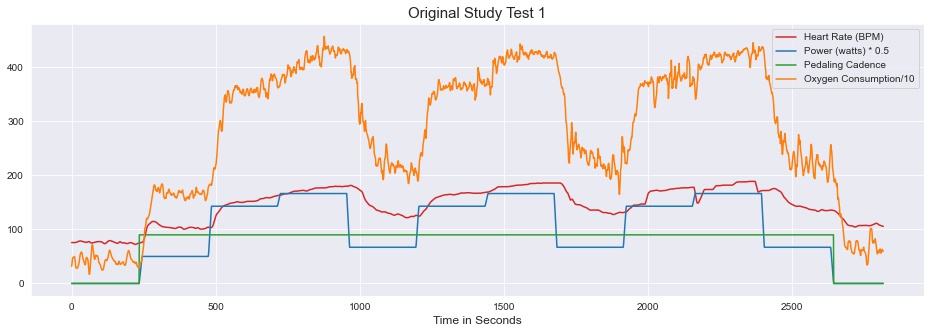 Original Study Test 1
Heart Rate (BPM)
Power (watts) * 0.5
Pedaling Cadence
Oxygen Consumption/10
400
300
200
100
0
0 500 1000 1500 2000 2500
Time in Seconds